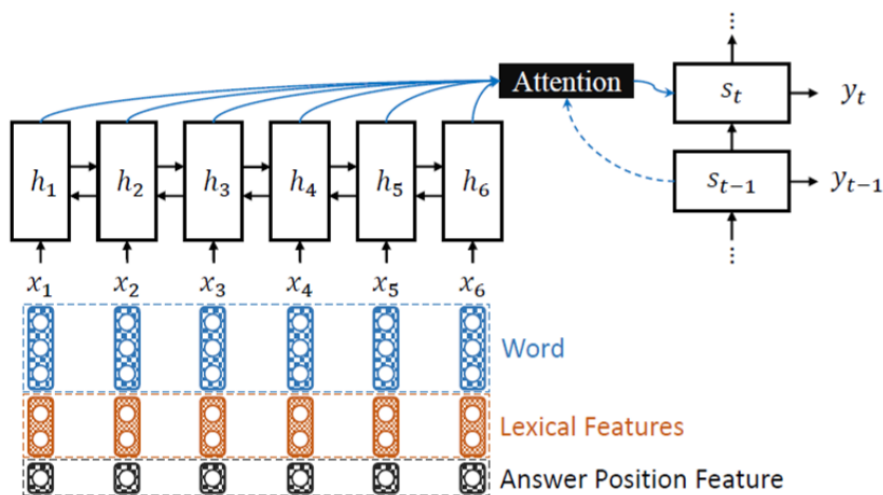 ⋮
Attention
s_t
y_t
h_1 h_2 h_3 h_4 h_5 h_6
s_{t-1}
y_{t-1}
⋮
x_1 x_2 x_3 x_4 x_5 x_6
Word
Lexical Features
Answer Position Feature